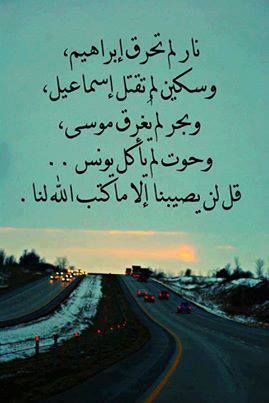 نار لم تحرق إبراهيم،
وسكين لم تقتل إسماعيل،
وبحر لم يُغرق موسى،
وحوت لم يأكل يونس . .
قل لن يصيبنا إلا ما كتب الله لنا .